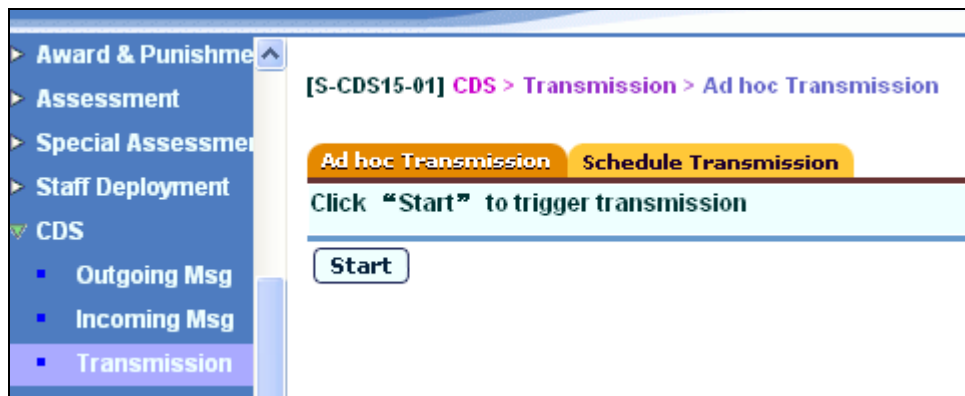 Award & Punishme
Assessment
Special Assessme
Staff Deployment
CDS
Outgoing Msg
Incoming Msg
Transmission
[S-CDS15-01] CDS > Transmission > Ad hoc Transmission
Ad hoc Transmission
Schedule Transmission
Click “Start” to trigger transmission
Start